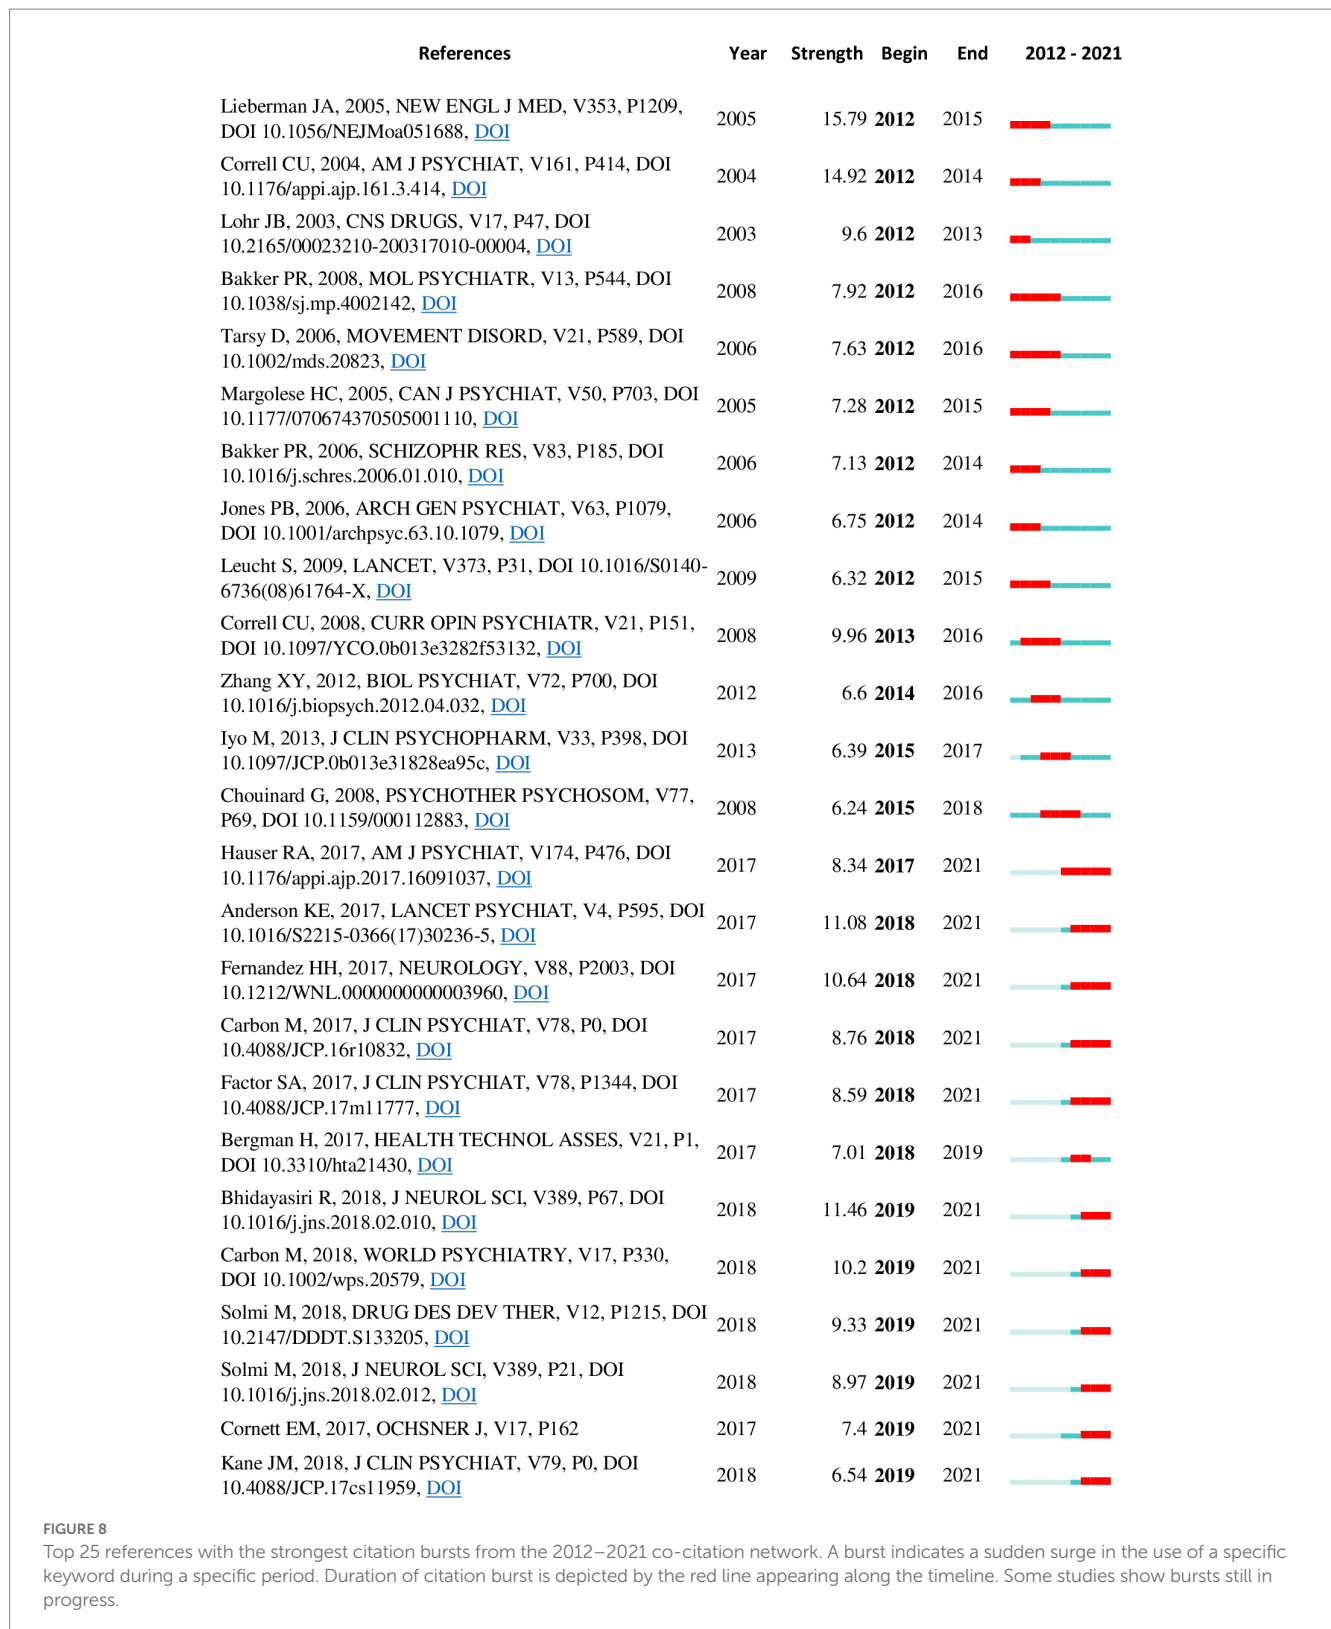 References Year Strength Begin End 2012 - 2021
Lieberman JA, 2005, NEW ENGL J MED, V353, P1209,
DOI 10.1056/NEJMoa051688, DOI 2005 15.79 2012 2015
Correll CU, 2004, AM J PSYCHIAT, V161, P414, DOI
10.1176/appi.ajp.161.3.414, DOI 2004 14.92 2012 2014
Lohr JB, 2003, CNS DRUGS, V17, P47, DOI
10.2165/00023210-200317010-00004, DOI 2003 9.6 2012 2013
Bakker PR, 2008, MOL PSYCHIATR, V13, P544, DOI
10.1038/sj.mp.4002142, DOI 2008 7.92 2012 2016
Tarsy D, 2006, MOVEMENT DISORD, V21, P589, DOI
10.1002/mds.20823, DOI 2006 7.63 2012 2016
Margolese HC, 2005, CAN J PSYCHIAT, V50, P703, DOI
10.1177/070674370505001110, DOI 2005 7.28 2012 2015
Bakker PR, 2006, SCHIZOPHR RES, V83, P185, DOI
10.1016/j.schres.2006.01.010, DOI 2006 7.13 2012 2014
Jones PB, 2006, ARCH GEN PSYCHIAT, V63, P1079,
DOI 10.1001/archpsyc.63.10.1079, DOI 2006 6.75 2012 2014
Leucht S, 2009, LANCET, V373, P31, DOI 10.1016/S0140-
6736(08)61764-X, DOI 2009 6.32 2012 2015
Correll CU, 2008, CURR OPIN PSYCHIATR, V21, P151,
DOI 10.1097/YCO.0b013e3282f53132, DOI 2008 9.96 2013 2016
Zhang XY, 2012, BIOL PSYCHIAT, V72, P700, DOI
10.1016/j.biopsych.2012.04.032, DOI 2012 6.6 2014 2016
Iyo M, 2013, J CLIN PSYCHOPHARM, V33, P398, DOI
10.1097/JCP.0b013e31828ea95c, DOI 2013 6.39 2015 2017
Chouinard G, 2008, PSYCHOTHER PSYCHOSOM, V77,
P69, DOI 10.1159/000112883, DOI 2008 6.24 2015 2018
Hauser RA, 2017, AM J PSYCHIAT, V174, P476, DOI
10.1176/appi.ajp.2017.16091037, DOI 2017 8.34 2017 2021
Anderson KE, 2017, LANCET PSYCHIAT, V4, P595, DOI
10.1016/S2215-0366(17)30236-5, DOI 2017 11.08 2018 2021
Fernandez HH, 2017, NEUROLOGY, V88, P2003, DOI
10.1212/WNL.0000000000003960, DOI 2017 10.64 2018 2021
Carbon M, 2017, J CLIN PSYCHIAT, V78, P0, DOI
10.4088/JCP.16r10832, DOI 2017 8.76 2018 2021
Factor SA, 2017, J CLIN PSYCHIAT, V78, P1344, DOI
10.4088/JCP.17m11777, DOI 2017 8.59 2018 2021
Bergman H, 2017, HEALTH TECHNOL ASSES, V21, P1,
DOI 10.3310/hta21430, DOI 2017 7.01 2018 2019
Bhidayasiri R, 2018, J NEUROL SCI, V389, P67, DOI
10.1016/j.jns.2018.02.010, DOI 2018 11.46 2019 2021
Carbon M, 2018, WORLD PSYCHIATRY, V17, P330,
DOI 10.1002/wps.20579, DOI 2018 10.2 2019 2021
Solmi M, 2018, DRUG DES DEV THER, V12, P1215, DOI
10.2147/DDDT.S133205, DOI 2018 9.33 2019 2021
Solmi M, 2018, J NEUROL SCI, V389, P21, DOI
10.1016/j.jns.2018.02.012, DOI 2018 8.97 2019 2021
Cornett EM, 2017, OCHSNER J, V17, P162 2017 7.4 2019 2021
Kane JM, 2018, J CLIN PSYCHIAT, V79, P0, DOI
10.4088/JCP.17cs11959, DOI 2018 6.54 2019 2021
FIGURE 8
Top 25 references with the strongest citation bursts from the 2012–2021 co-citation network. A burst indicates a sudden surge in the use of a specific
keyword during a specific period. Duration of citation burst is depicted by the red line appearing along the timeline. Some studies show bursts still in
progress.